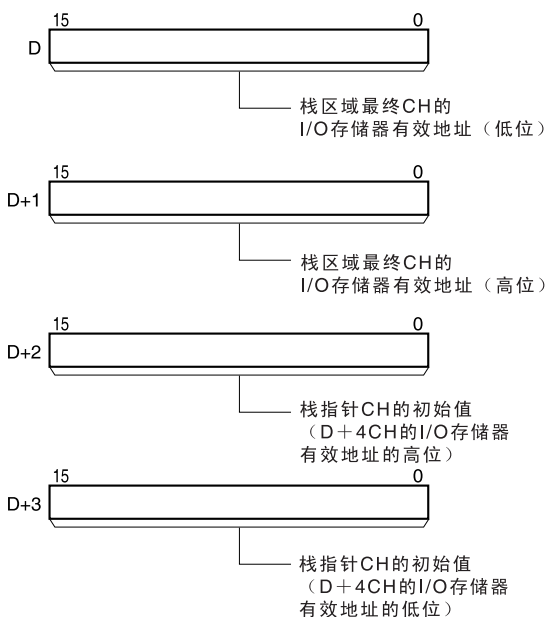 15 0
D
栈区域最终CH的
I/O存储器有效地址（低位）
15 0
D+1
栈区域最终CH的
I/O存储器有效地址（高位）
15 0
D+2
栈指针CH的初始值
（D＋4CH的I/O存储器
有效地址的高位）
15 0
D+3
栈指针CH的初始值
（D＋4CH的I/O存储器
有效地址的低位）